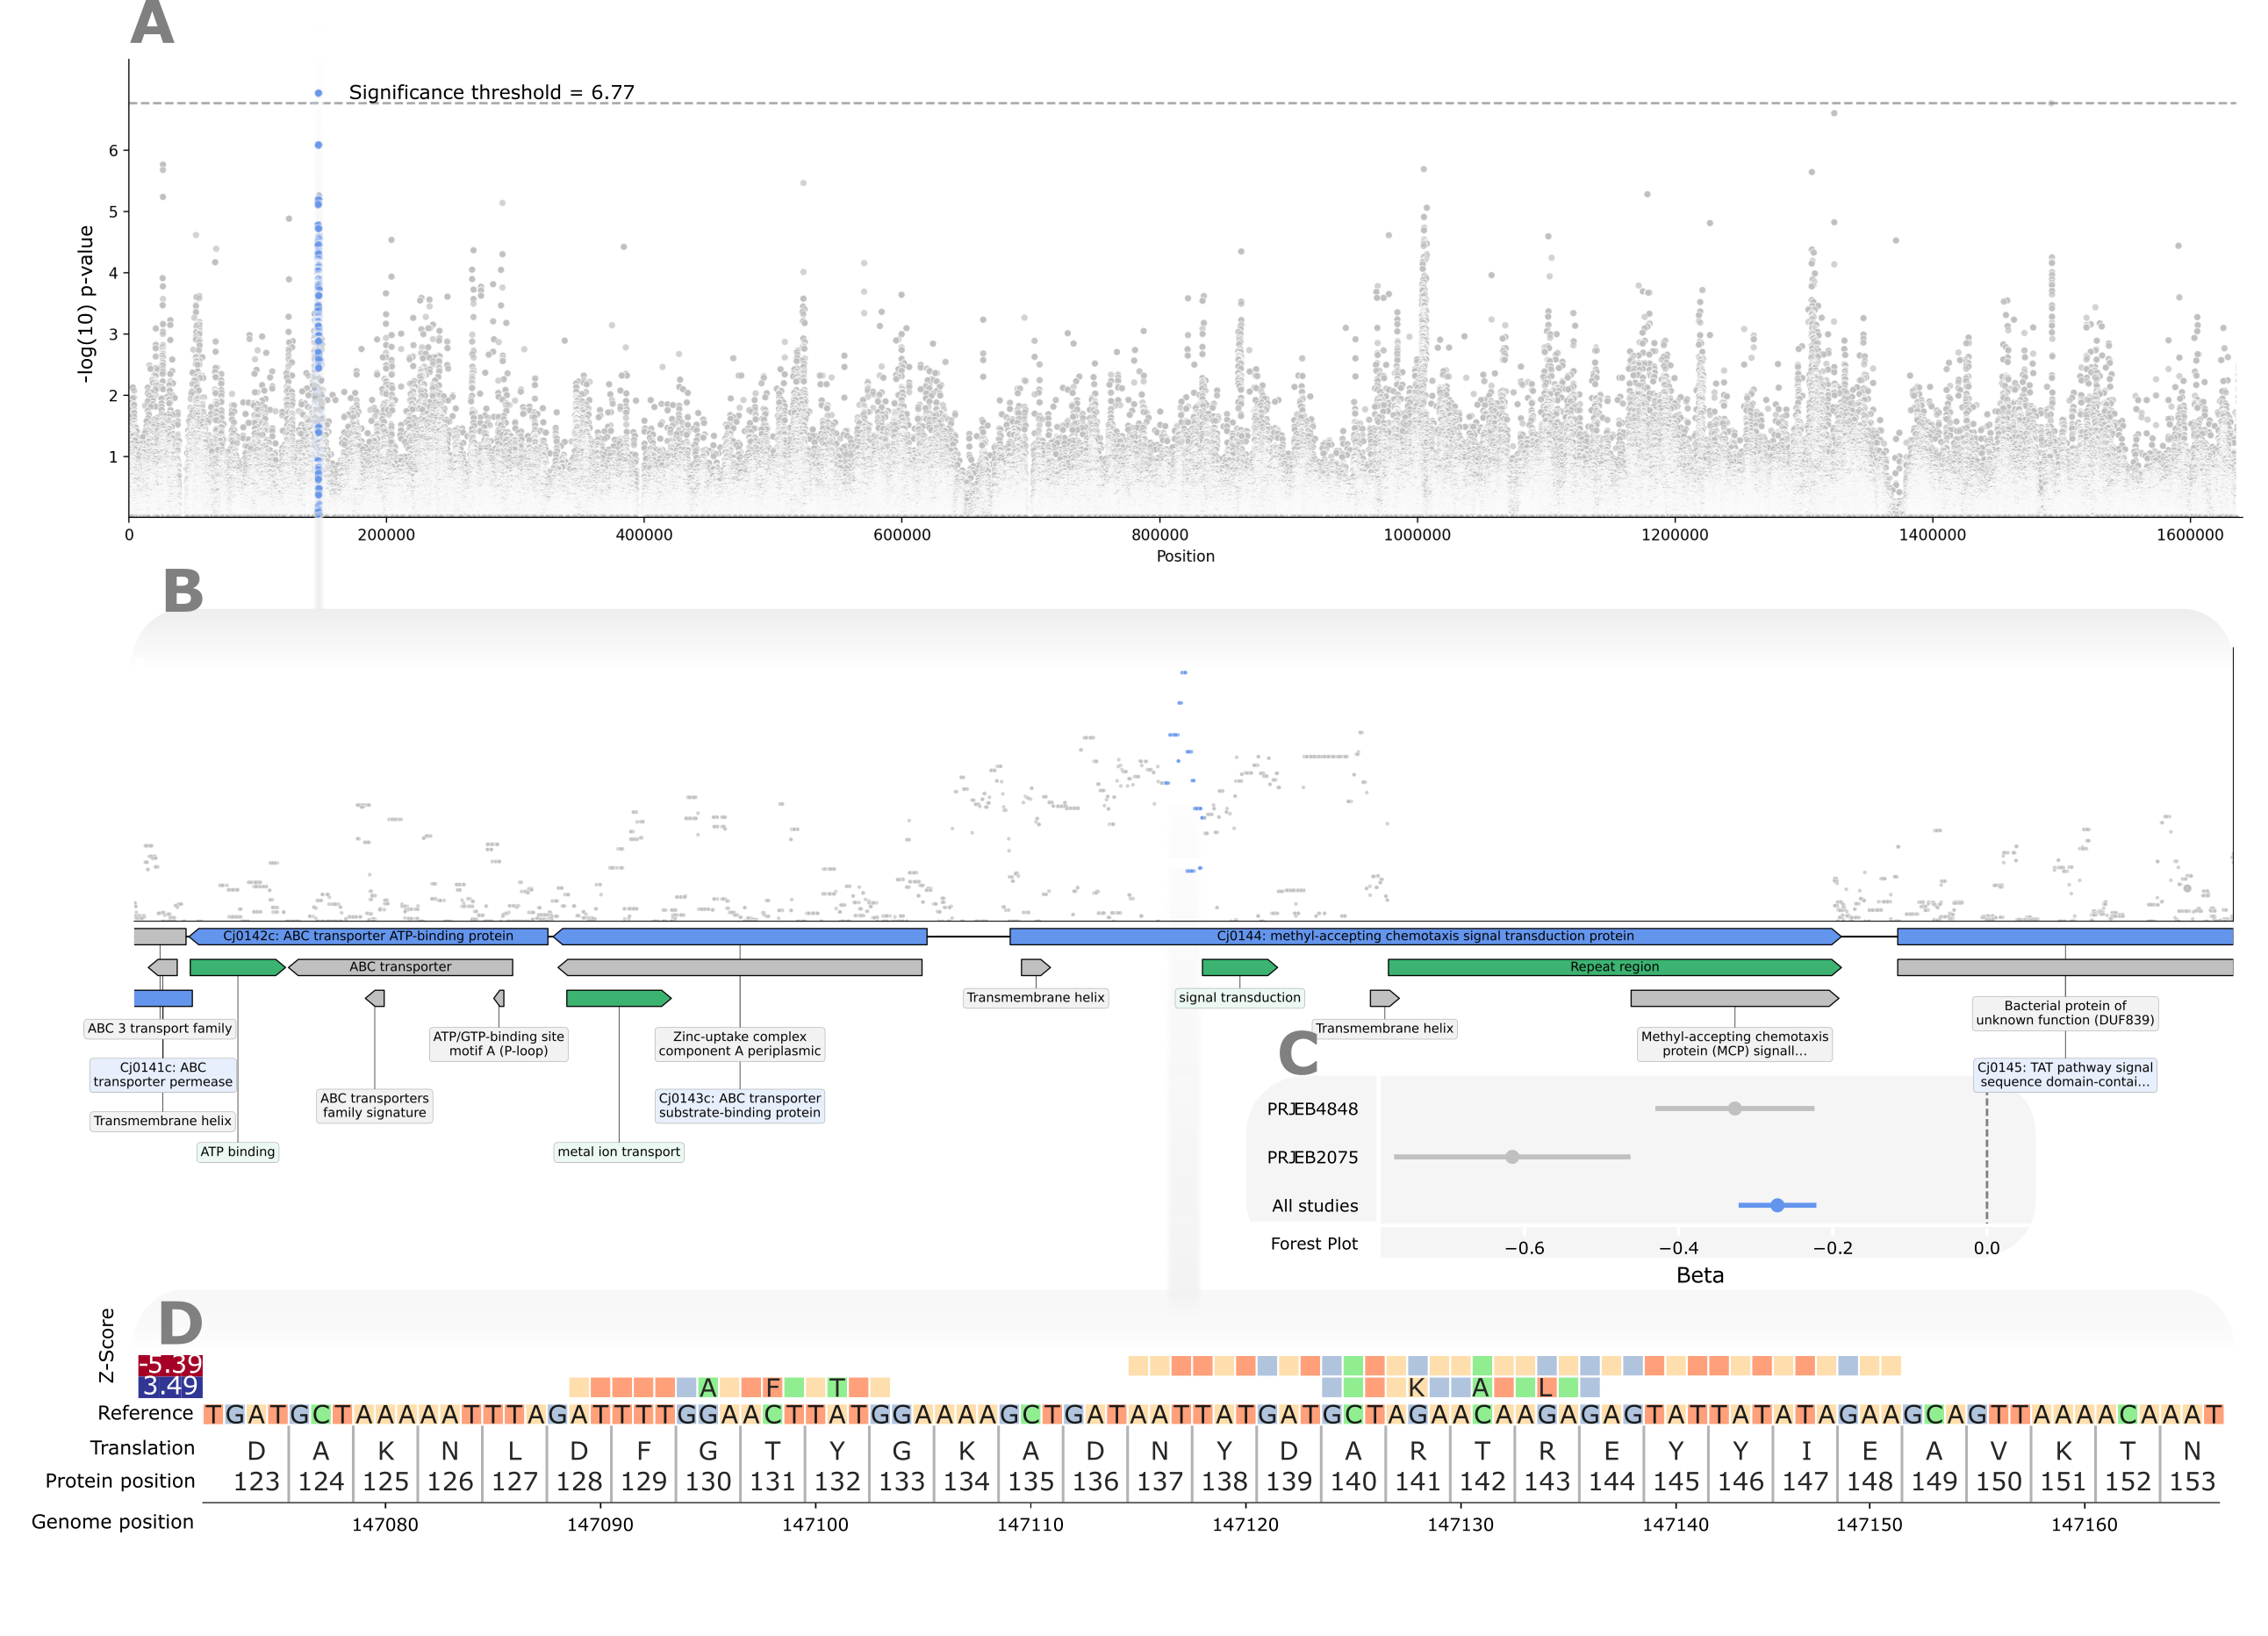 A
Significance threshold = 6.77
-log(10) p-value
6
5
4
3
2
1
0 200000 400000 600000 800000 1000000 1200000 1400000 1600000
Position
B
Cj0142c: ABC transporter ATP-binding protein
Cj0144: methyl-accepting chemotaxis signal transduction protein
ABC transporter
Repeat region
Transmembrane helix
signal transduction
ABC 3 transport family
ATP/GTP-binding site
motif A (P-loop)
Zinc-uptake complex
component A periplasmic
Transmembrane helix
Methyl-accepting chemotaxis
protein (MCP) signall...
Bacterial protein of
unknown function (DUF839)
Cj0141c: ABC
transporter permease
ABC transporters
family signature
Cj0143c: ABC transporter
substrate-binding protein
Cj0145: TAT pathway signal
sequence domain-contai...
Transmembrane helix
ATP binding
metal ion transport
C
PRJEB4848
PRJEB2075
All studies
Forest Plot
−0.6 −0.4 −0.2 0.0
Beta
D
Z-Score
-5.39
3.49 A F T K A L
Reference TGATGCTAAAAATTTAGATTTTGGAACTTATGGAAAAGCTGATAATTATGATGCTAGAACAAGAGAGTATTATATAGAAGCAGTTAAAACAAAT
Translation D A K N L D F G T Y G K A D N Y D A R T R E Y Y I E A V K T N
Protein position 123 124 125 126 127 128 129 130 131 132 133 134 135 136 137 138 139 140 141 142 143 144 145 146 147 148 149 150 151 152 153
Genome position 147080 147090 147100 147110 147120 147130 147140 147150 147160